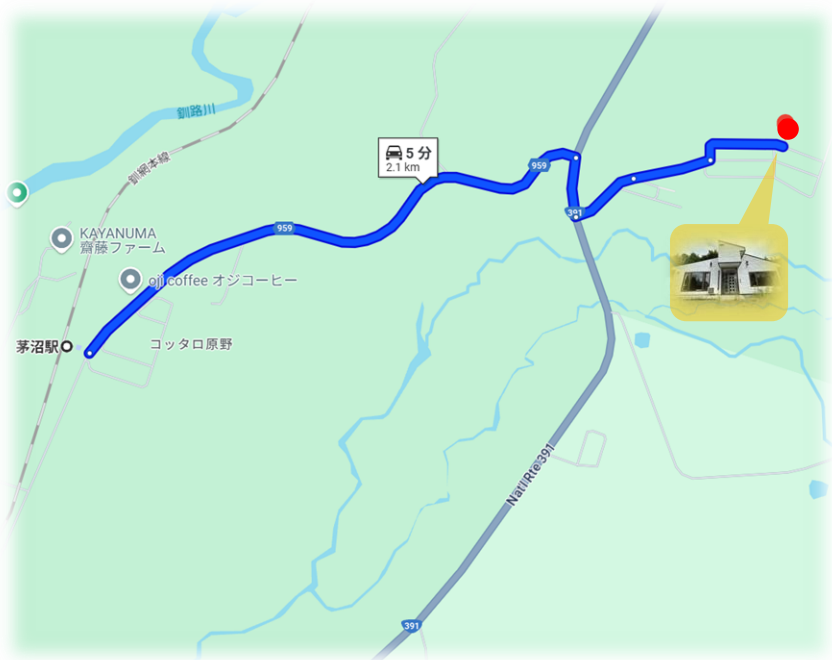 釧路川
釧網本線
5 分
2.1 km
959
391
KAYANUMA
齋藤ファーム
959
oji coffee オジコーヒー
茅沼駅
コッタロ原野
Nat'l Rte 391
391